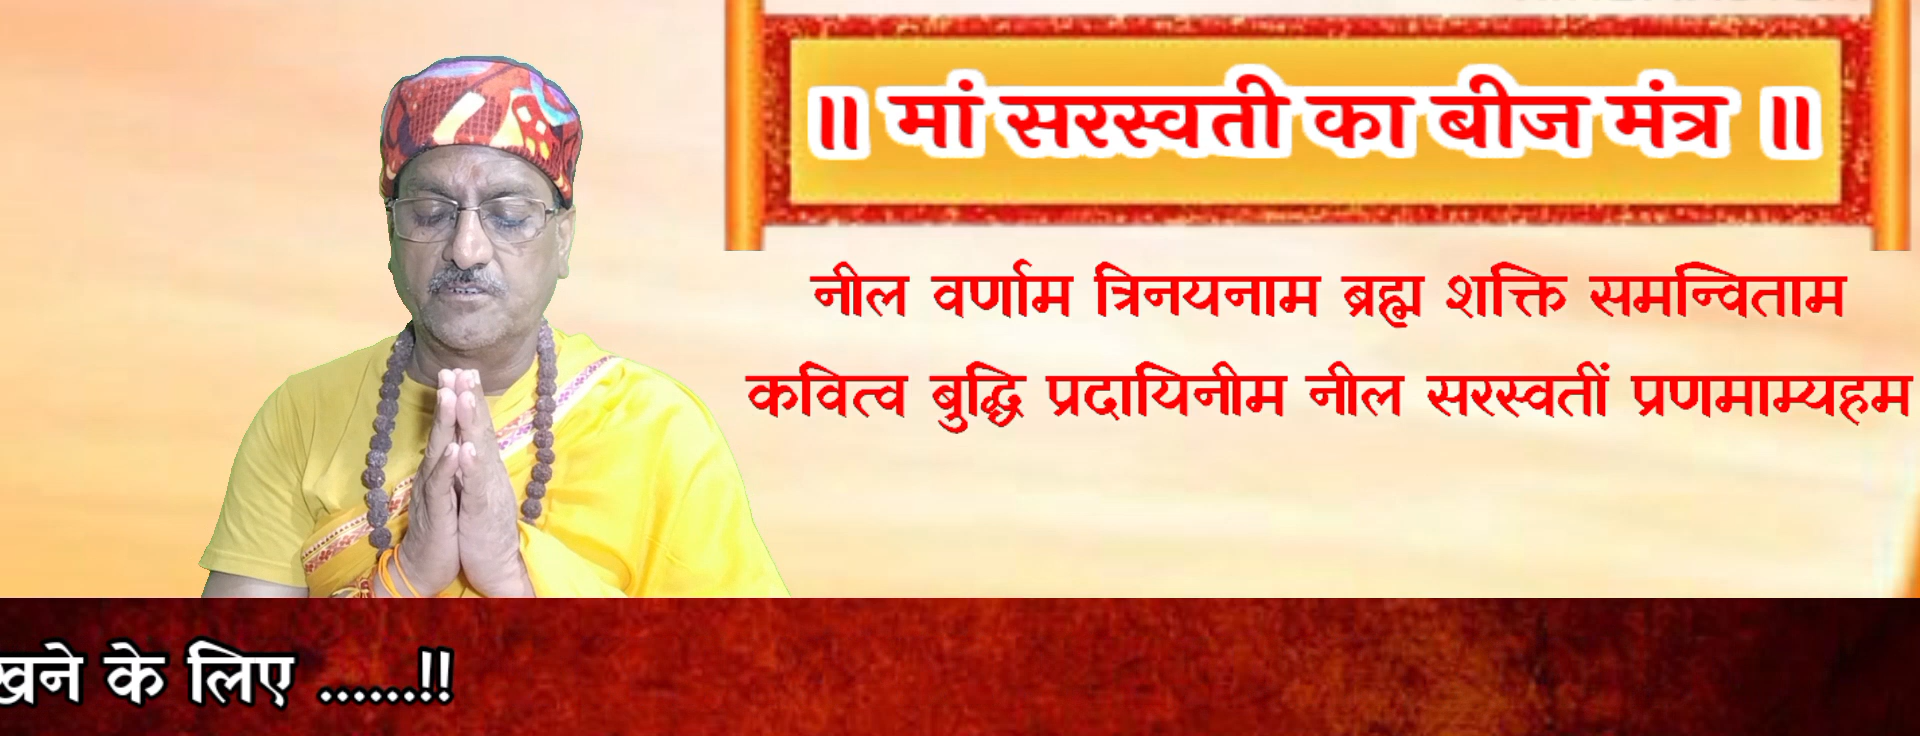 ॥ मां सरस्वती का बीज मंत्र ॥
नील वर्णाम त्रिनयनाम ब्रह्म शक्ति समन्विताम
कवित्व बुद्धि प्रदायिनीम नील सरस्वतीं प्रणमाम्यहम
के लिए ......!!